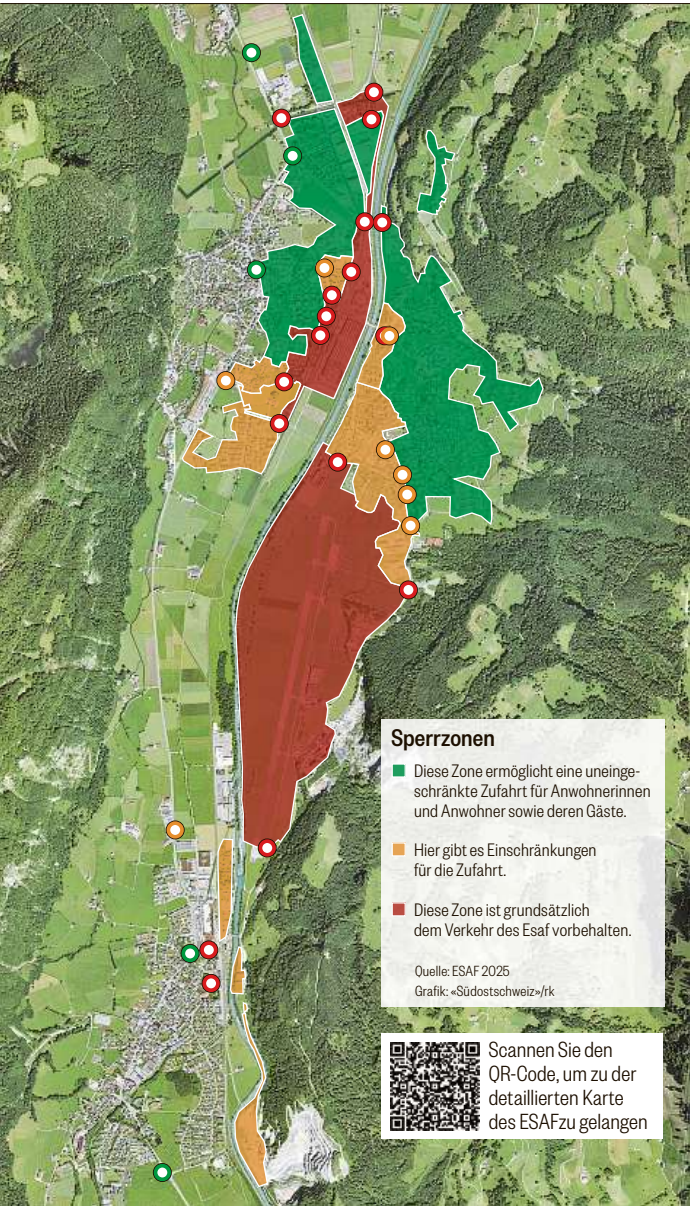 Sperrzonen
Diese Zone ermöglicht eine uneinge-
schränkte Zufahrt für Anwohnerinnen
und Anwohner sowie deren Gäste.
Hier gibt es Einschränkungen
für die Zufahrt.
Diese Zone ist grundsätzlich
dem Verkehr des Esaf vorbehalten.
Quelle: ESAF 2025
Grafik: «Südostschweiz»/rk
Scannen Sie den
QR-Code, um zu der
detaillierten Karte
des ESAFzu gelangen